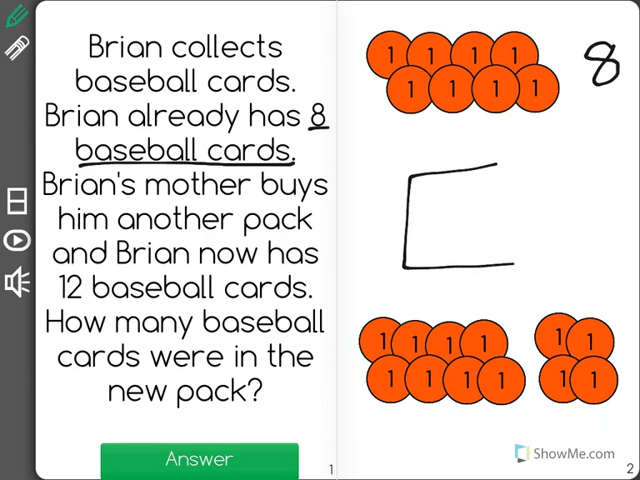 Brian collects
baseball cards.
Brian already has 8
baseball cards.
Brian's mother buys
him another pack
and Brian now has
12 baseball cards.
How many baseball
cards were in the
new pack?
Answer
1
1 1 1 1
1 1 1 1
8
1 1 1 1 1 1
1 1 1 1 1 1
ShowMe.com
2